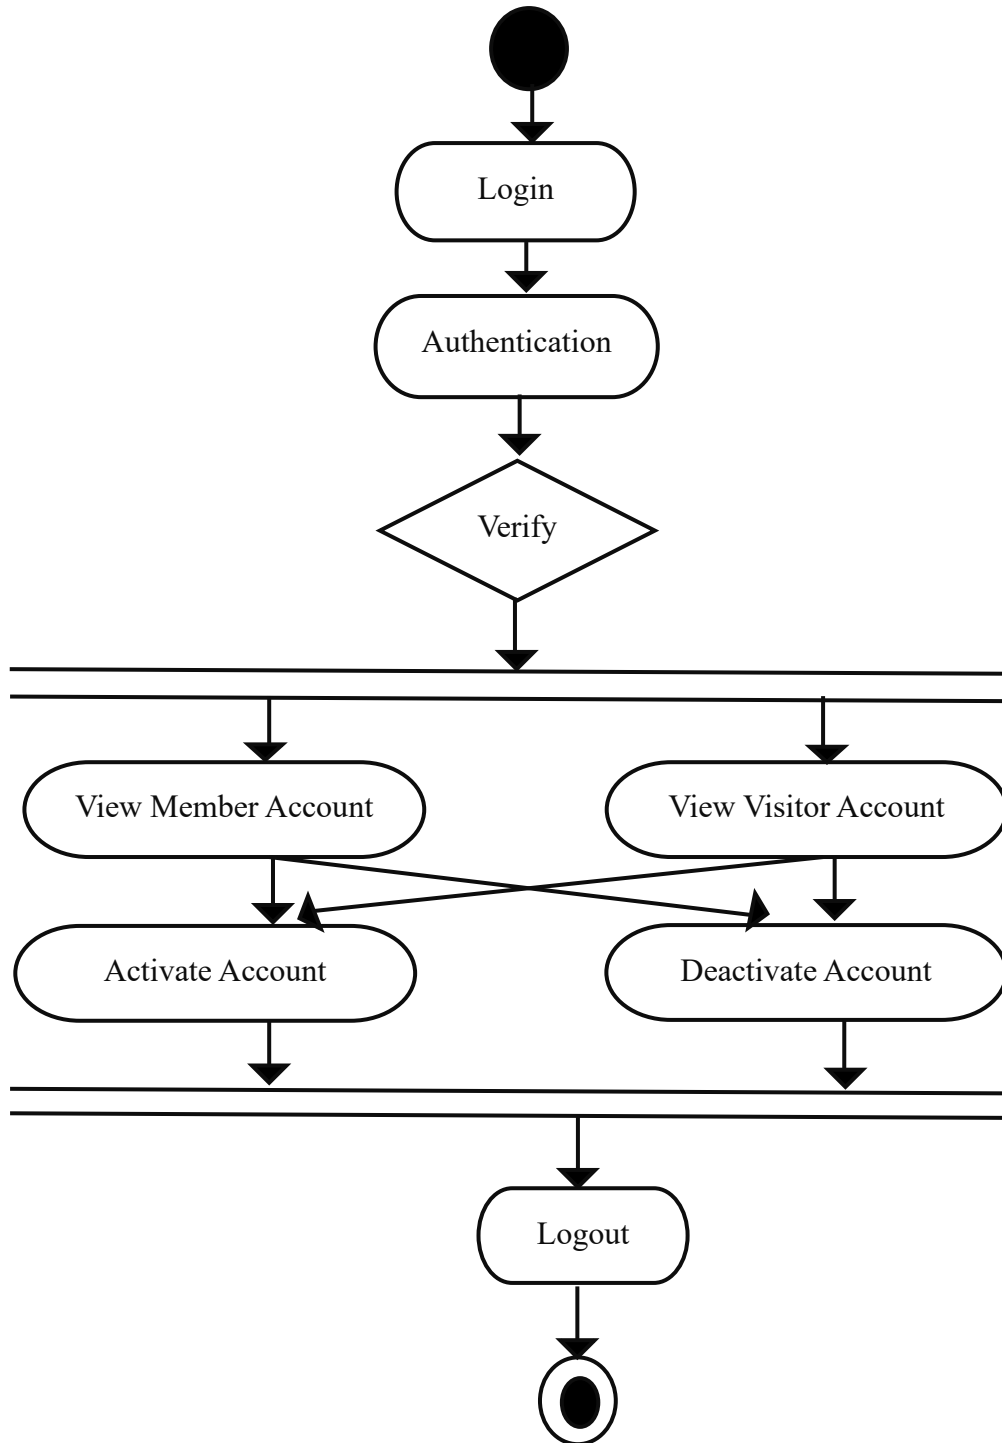 Login
Authentication
Verify
View Member Account
View Visitor Account
Activate Account
Deactivate Account
Logout